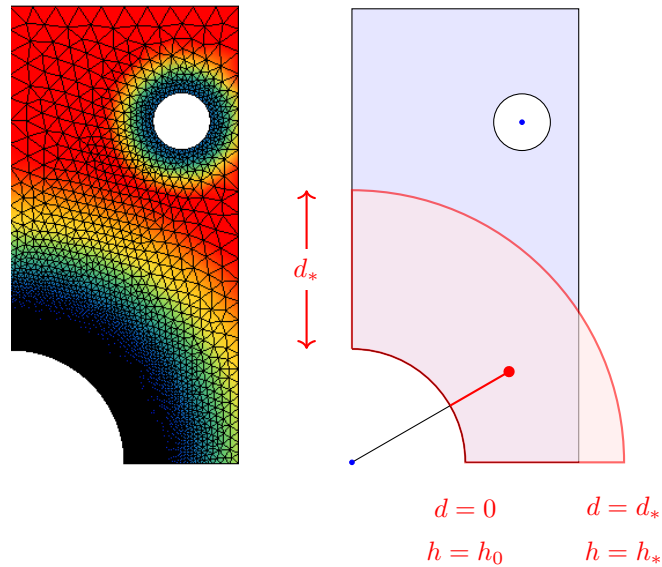 $d_*$
$d = 0$ $d = d_*$
$h = h_0$ $h = h_*$